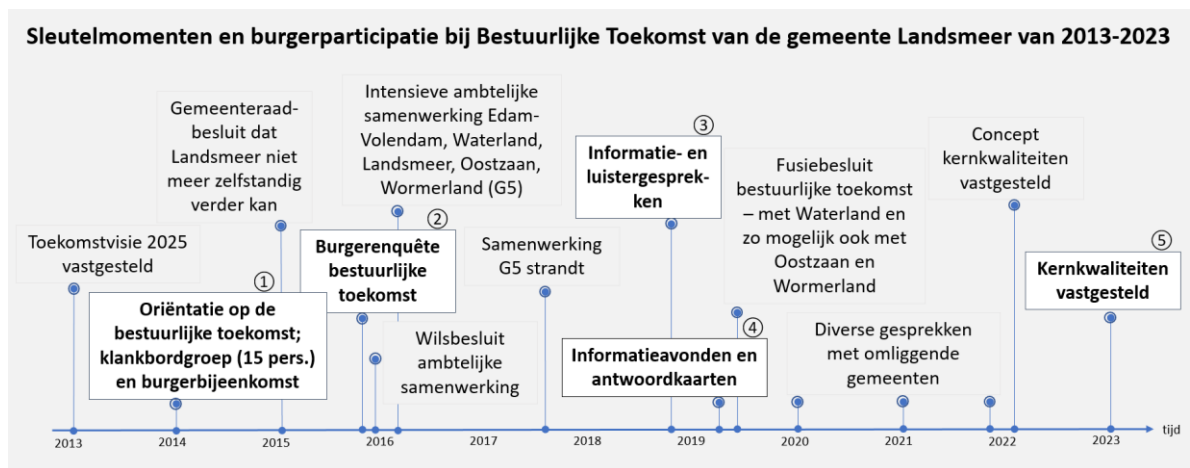 Sleutelmomenten en burgerparticipatie bij Bestuurlijke Toekomst van de gemeente Landsmeer van 2013-2023
Toekomstvisie 2025
vastgesteld
①
Oriëntatie op de
bestuurlijke toekomst;
klankbordgroep (15 pers.)
en burgerbijeenkomst
Gemeenteraad-
besluit dat
Landsmeer niet
meer zelfstandig
verder kan
②
Burgerenquête
bestuurlijke
toekomst
Wilsbesluit
ambtelijke
samenwerking
Intensieve ambtelijke
samenwerking Edam-
Volendam, Waterland,
Landsmeer, Oostzaan,
Wormerland (G5)
Samenwerking
G5 strandt
③
Informatie- en
luistergesprek-
ken
④
Informatieavonden en
antwoordkaarten
Fusiebesluit
bestuurlijke toekomst
– met Waterland en
zo mogelijk ook met
Oostzaan en
Wormerland
Diverse gesprekken
met omliggende
gemeenten
Concept
kernkwaliteiten
vastgesteld
⑤
Kernkwaliteiten
vastgesteld
2013 2014 2015 2016 2017 2018 2019 2020 2021 2022 2023 tijd